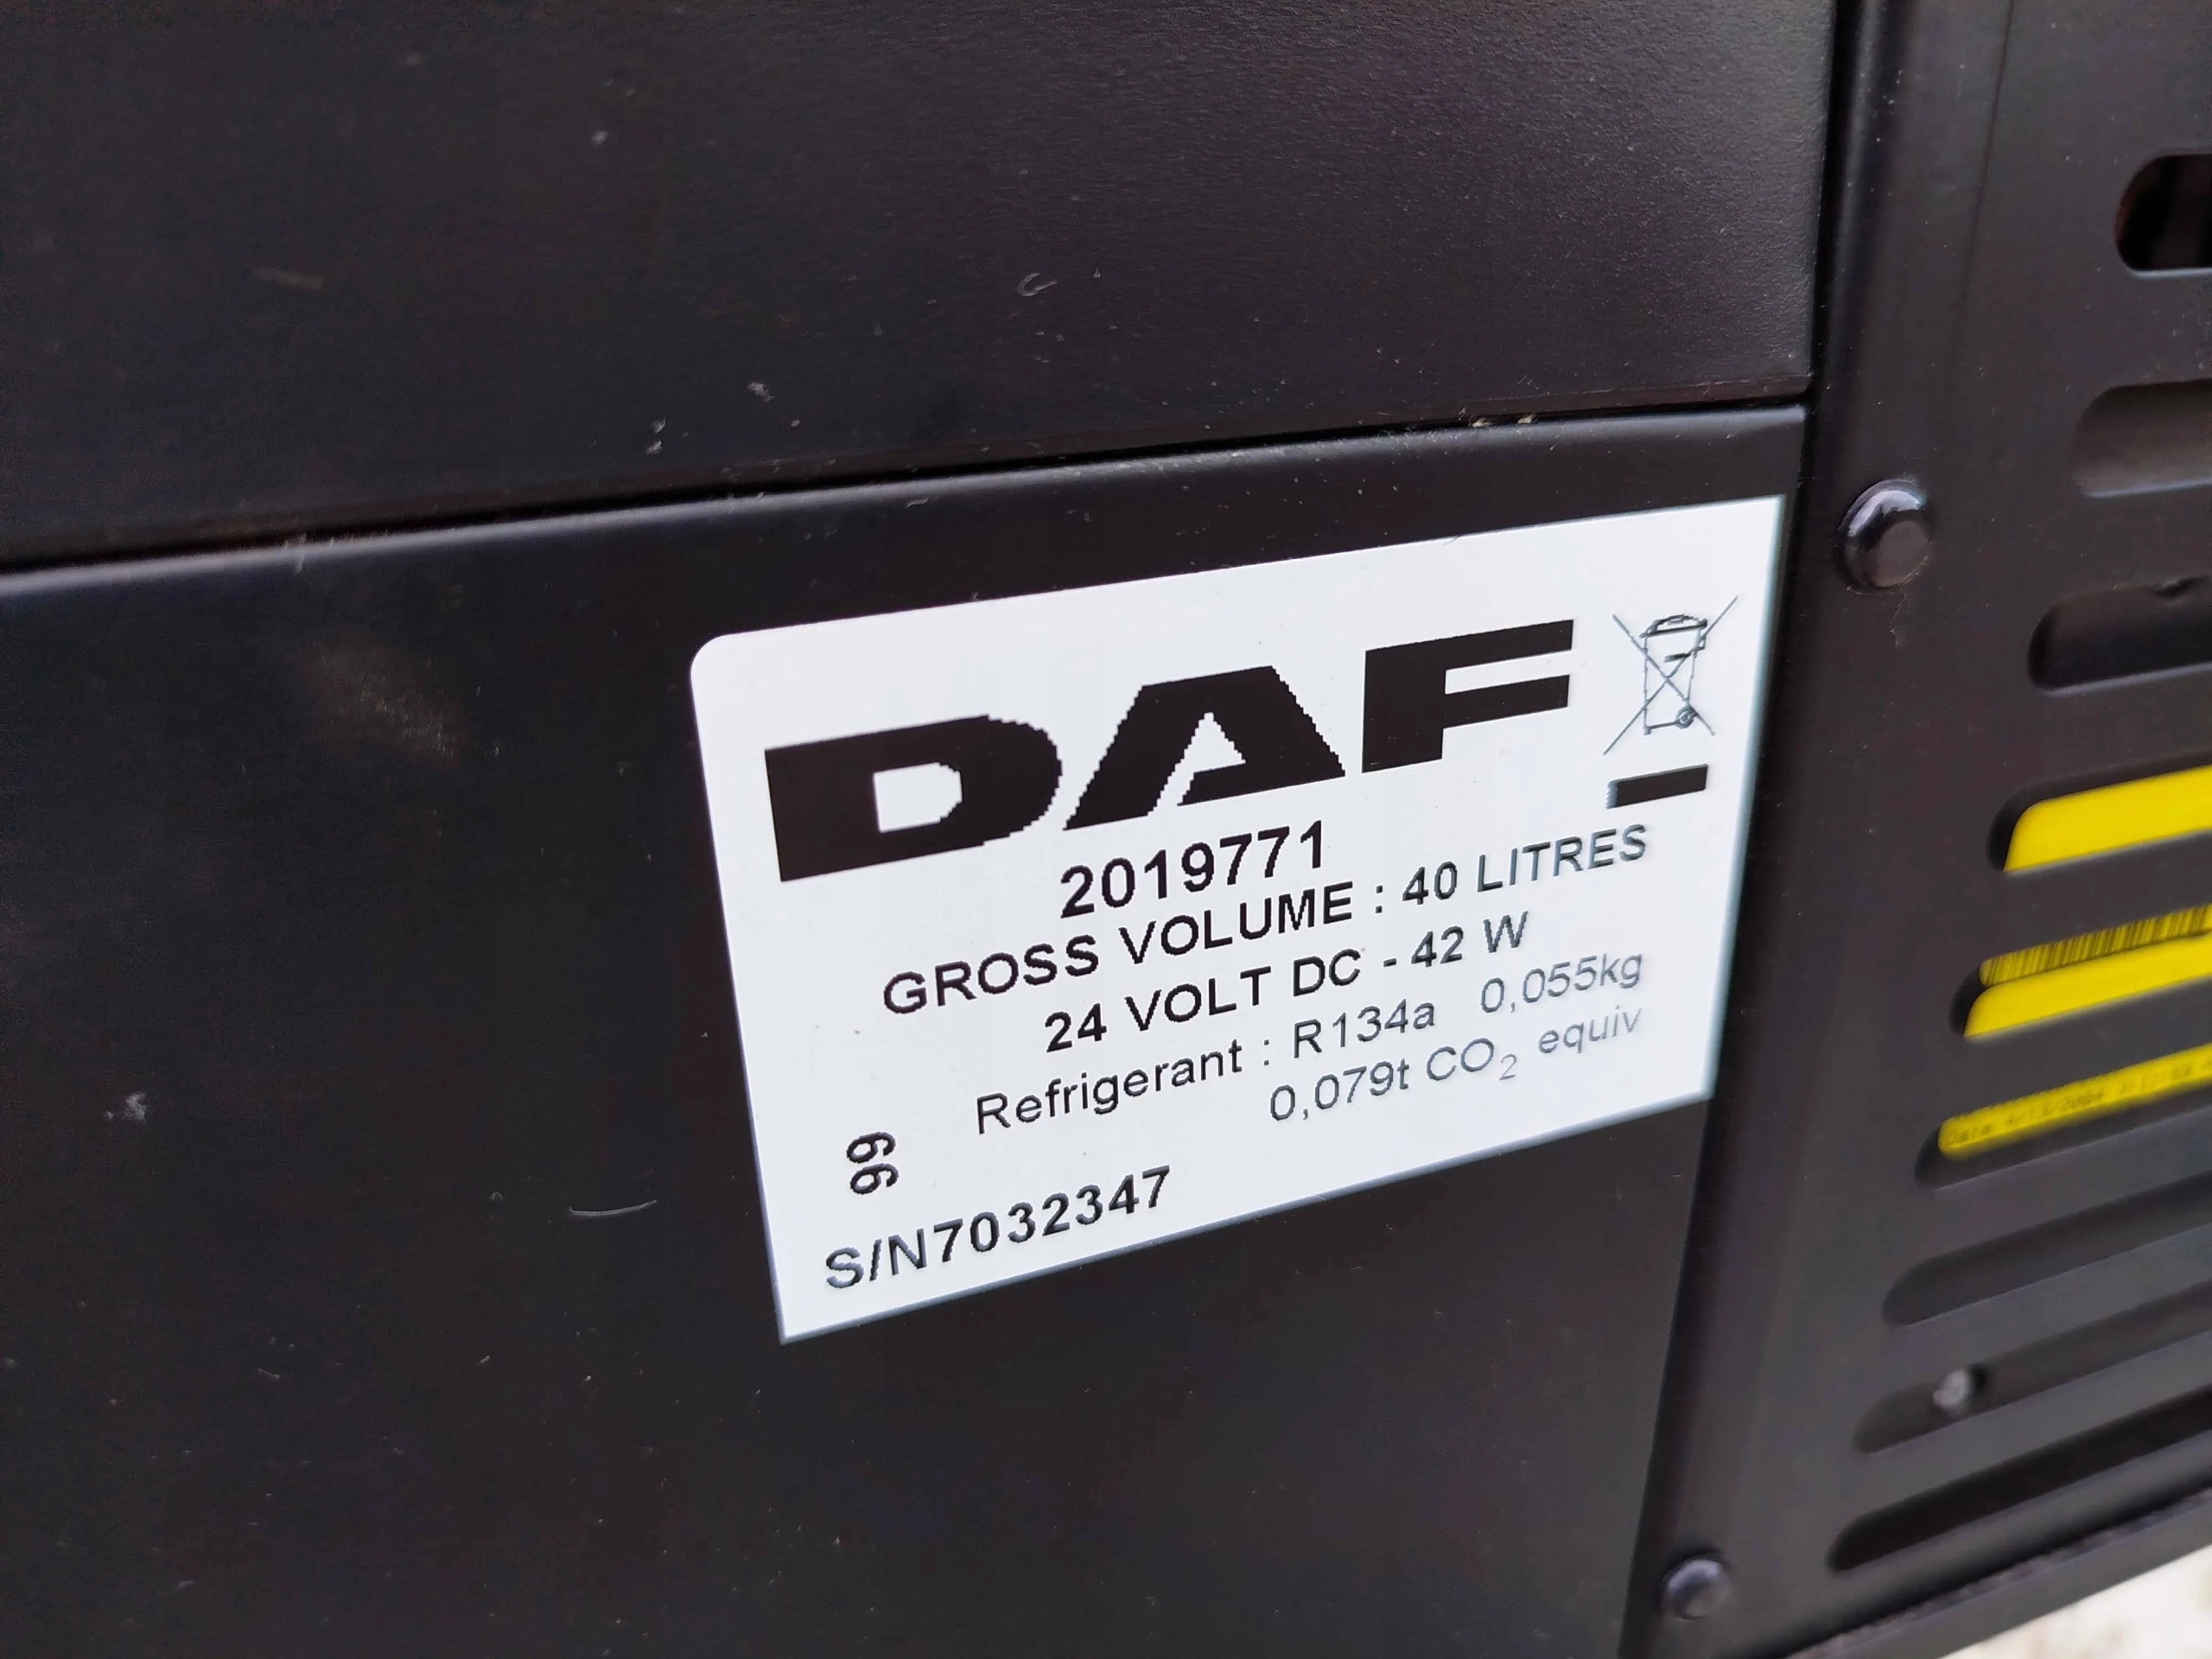 DAF
2019771
GROSS VOLUME : 40 LITRES
24 VOLT DC - 42 W
Refrigerant : R134a 0,055kg
0,079t CO₂ equiv
66
S/N7032347